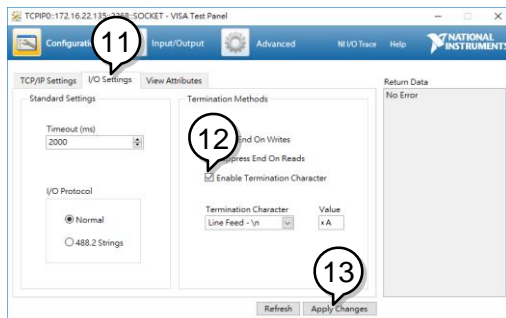 TCPIP0::172.16.22.135::2268::SOCKET - VISA Test Panel
Configurati 11 Input/Output Advanced NI I/O Trace Help NATIONAL INSTRUMENTS
TCP/IP Settings I/O Settings View Attributes Return Data
Standard Settings Termination Methods No Error
Timeout (ms)
2000
12 nd On Writes
ppress End On Reads
Enable Termination Character
I/O Protocol
Normal
488.2 Strings
Termination Character Value
Line Feed - \n xA
13
Refresh Apply Changes